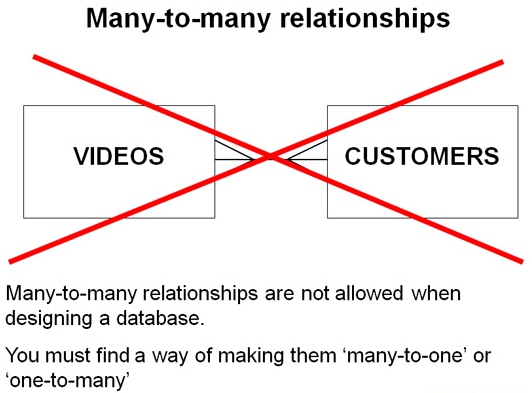 Many-to-many relationships
VIDEOS
CUSTOMERS
Many-to-many relationships are not allowed when
designing a database.
You must find a way of making them ‘many-to-one’ or
‘one-to-many’